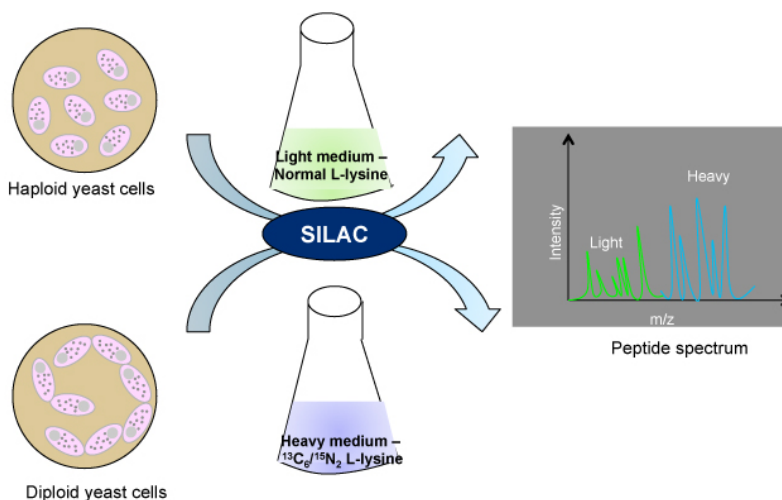 Haploid yeast cells
Light medium –
Normal L-lysine
SILAC
Heavy medium –
¹³C₆/¹⁵N₂ L-lysine
Diploid yeast cells
Intensity
Light
Heavy
m/z
Peptide spectrum